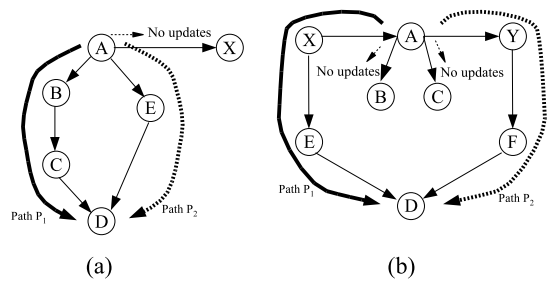 No updates
A
X
B
E
C
D
Path P1
Path P2
(a)
X
A
Y
No updates
No updates
B
C
E
F
D
Path P1
Path P2
(b)